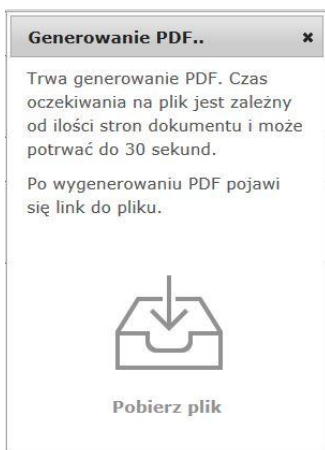 Generowanie PDF..
Trwa generowanie PDF. Czas
oczekiwania na plik jest zależny
od ilości stron dokumentu i może
potrwać do 30 sekund.
Po wygenerowaniu PDF pojawi
się link do pliku.
Pobierz plik